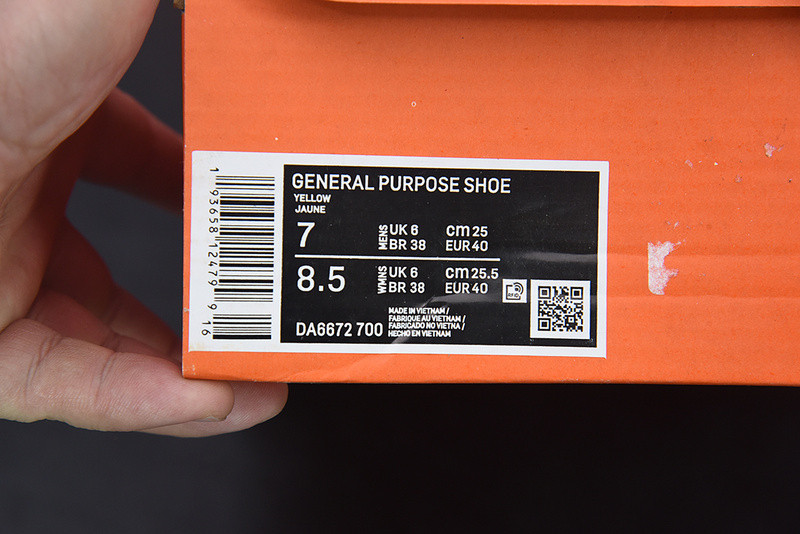 GENERAL PURPOSE SHOE
YELLOW
JAUNE
7 MENS UK 6 cm 25
BR 38 EUR 40
8.5 WMNS UK 6 cm 25.5
BR 38 EUR 40
RFID
DA6672 700
MADE IN VIETNAM /
FABRIQUE AU VIETNAM /
FABRICADO NO VIETNA /
HECHO EN VIETNAM
1 93658 12479 9 16